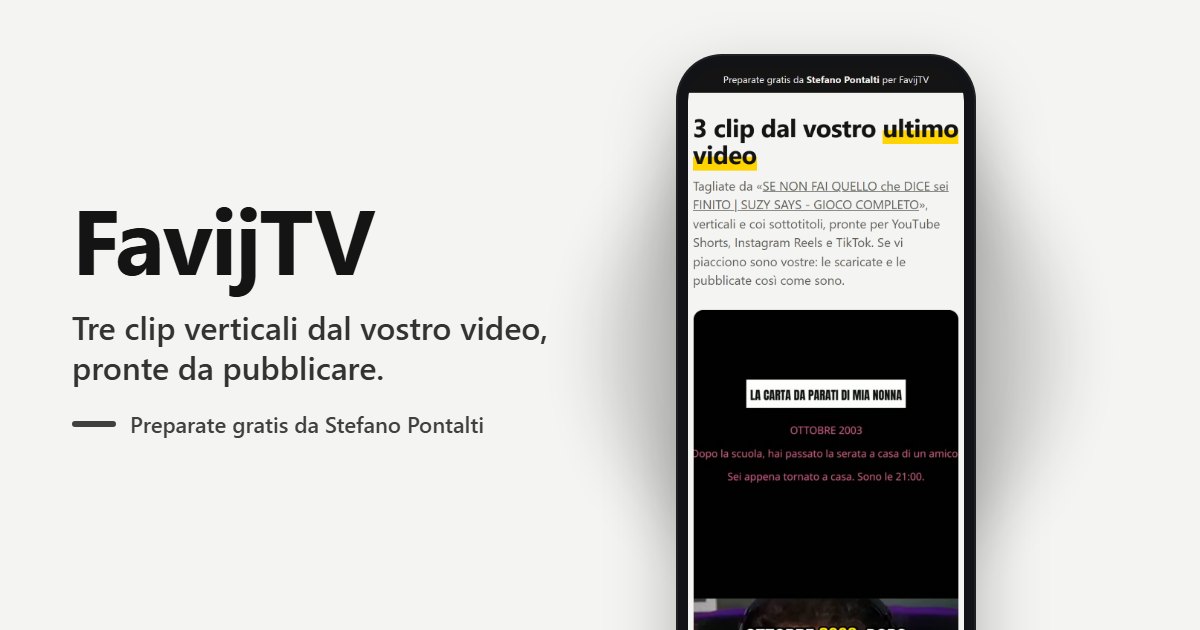 FavijTV
Tre clip verticali dal vostro video,
pronte da pubblicare.
Preparate gratis da Stefano Pontalti
Preparate gratis da Stefano Pontalti per FavijTV
3 clip dal vostro ultimo
video
Tagliate da «SE NON FAI QUELLO che DICE sei
FINITO | SUZY SAYS - GIOCO COMPLETO»,
verticali e coi sottotitoli, pronte per YouTube
Shorts, Instagram Reels e TikTok. Se vi
piacciono sono vostre: le scaricate e le
pubblicate così come sono.
LA CARTA DA PARATI DI MIA NONNA
OTTOBRE 2003
Dopo la scuola, hai passato la serata a casa di un amico
Sei appena tornato a casa. Sono le 21:00.